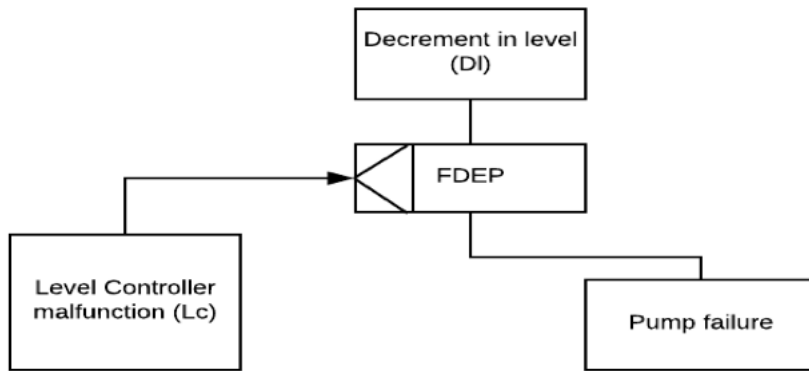 Decrement in level
(Dl)
FDEP
Level Controller
malfunction (Lc)
Pump failure